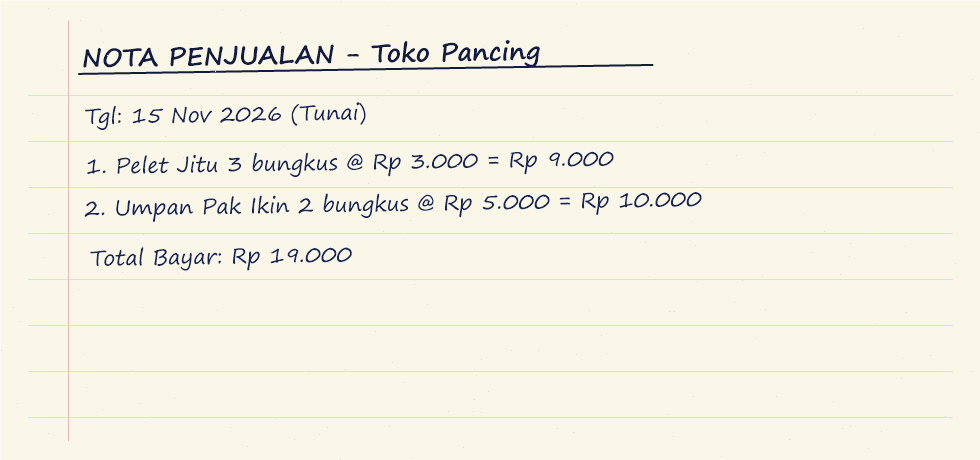 NOTA PENJUALAN - Toko Pancing
Tgl: 15 Nov 2026 (Tunai)
1. Pelet Jitu 3 bungkus @ Rp 3.000 = Rp 9.000
2. Umpan Pak Ikin 2 bungkus @ Rp 5.000 = Rp 10.000
Total Bayar: Rp 19.000